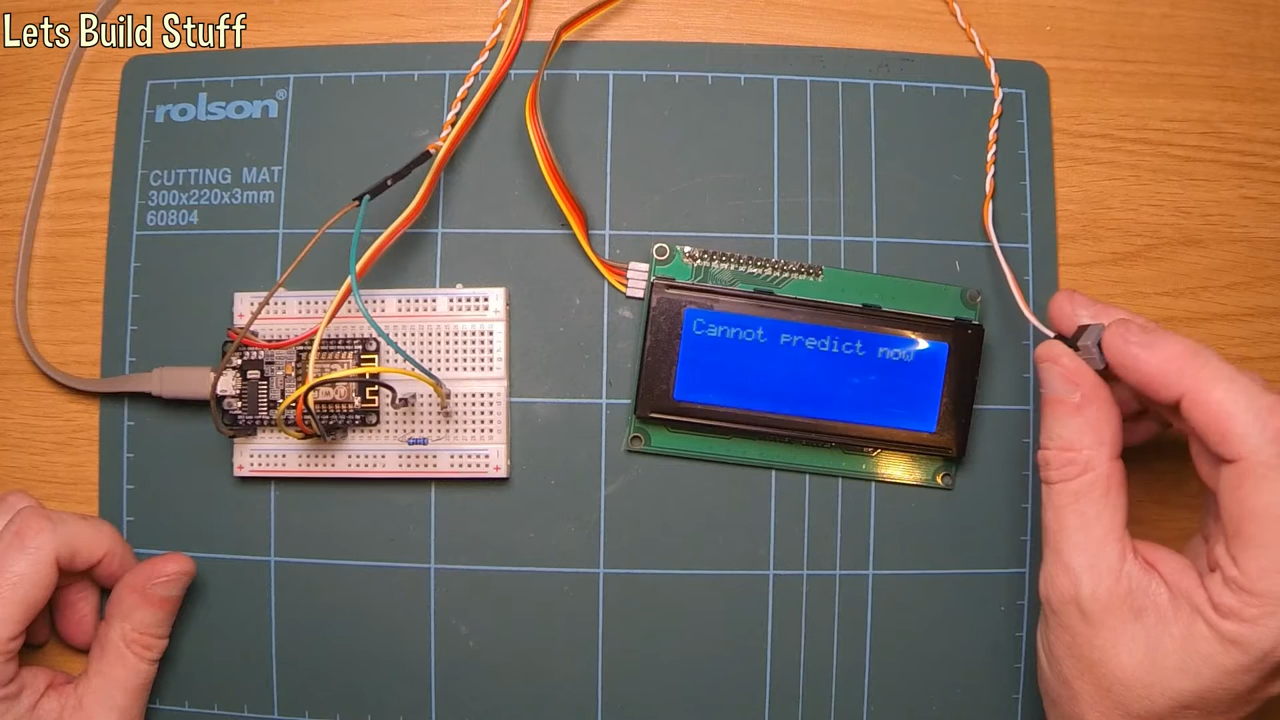 Lets Build Stuff
rolson®
CUTTING MAT
300x220x3mm
60804
Cannot predict now